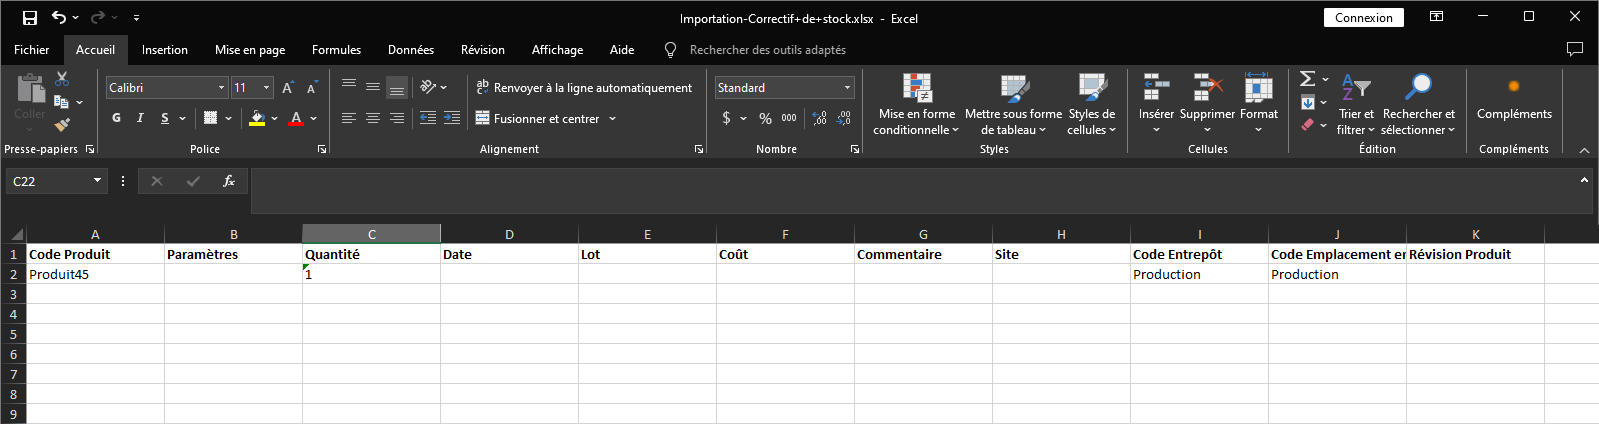 Importation-Correctif+de+stock.xlsx - Excel
Connexion
Fichier Accueil Insertion Mise en page Formules Données Révision Affichage Aide Rechercher des outils adaptés
Coller
Presse-papiers
Calibri 11 A A
G I S A
Police
ab Renvoyer à la ligne automatiquement
Fusionner et centrer
Alignement
Standard
$ % 000 ,00 ,00
Nombre
Mise en forme
conditionnelle
Mettre sous forme
de tableau
Styles de
cellules
Styles
Insérer Supprimer Format
Cellules
Σ
Trier et
filtrer
Rechercher et
sélectionner
Édition
Compléments
Compléments
C22 fx
A B C D E F G H I J K
1 Code Produit Paramètres Quantité Date Lot Coût Commentaire Site Code Entrepôt Code Emplacement er Révision Produit
2 Produit45 1 Production Production
3
4
5
6
7
8
9